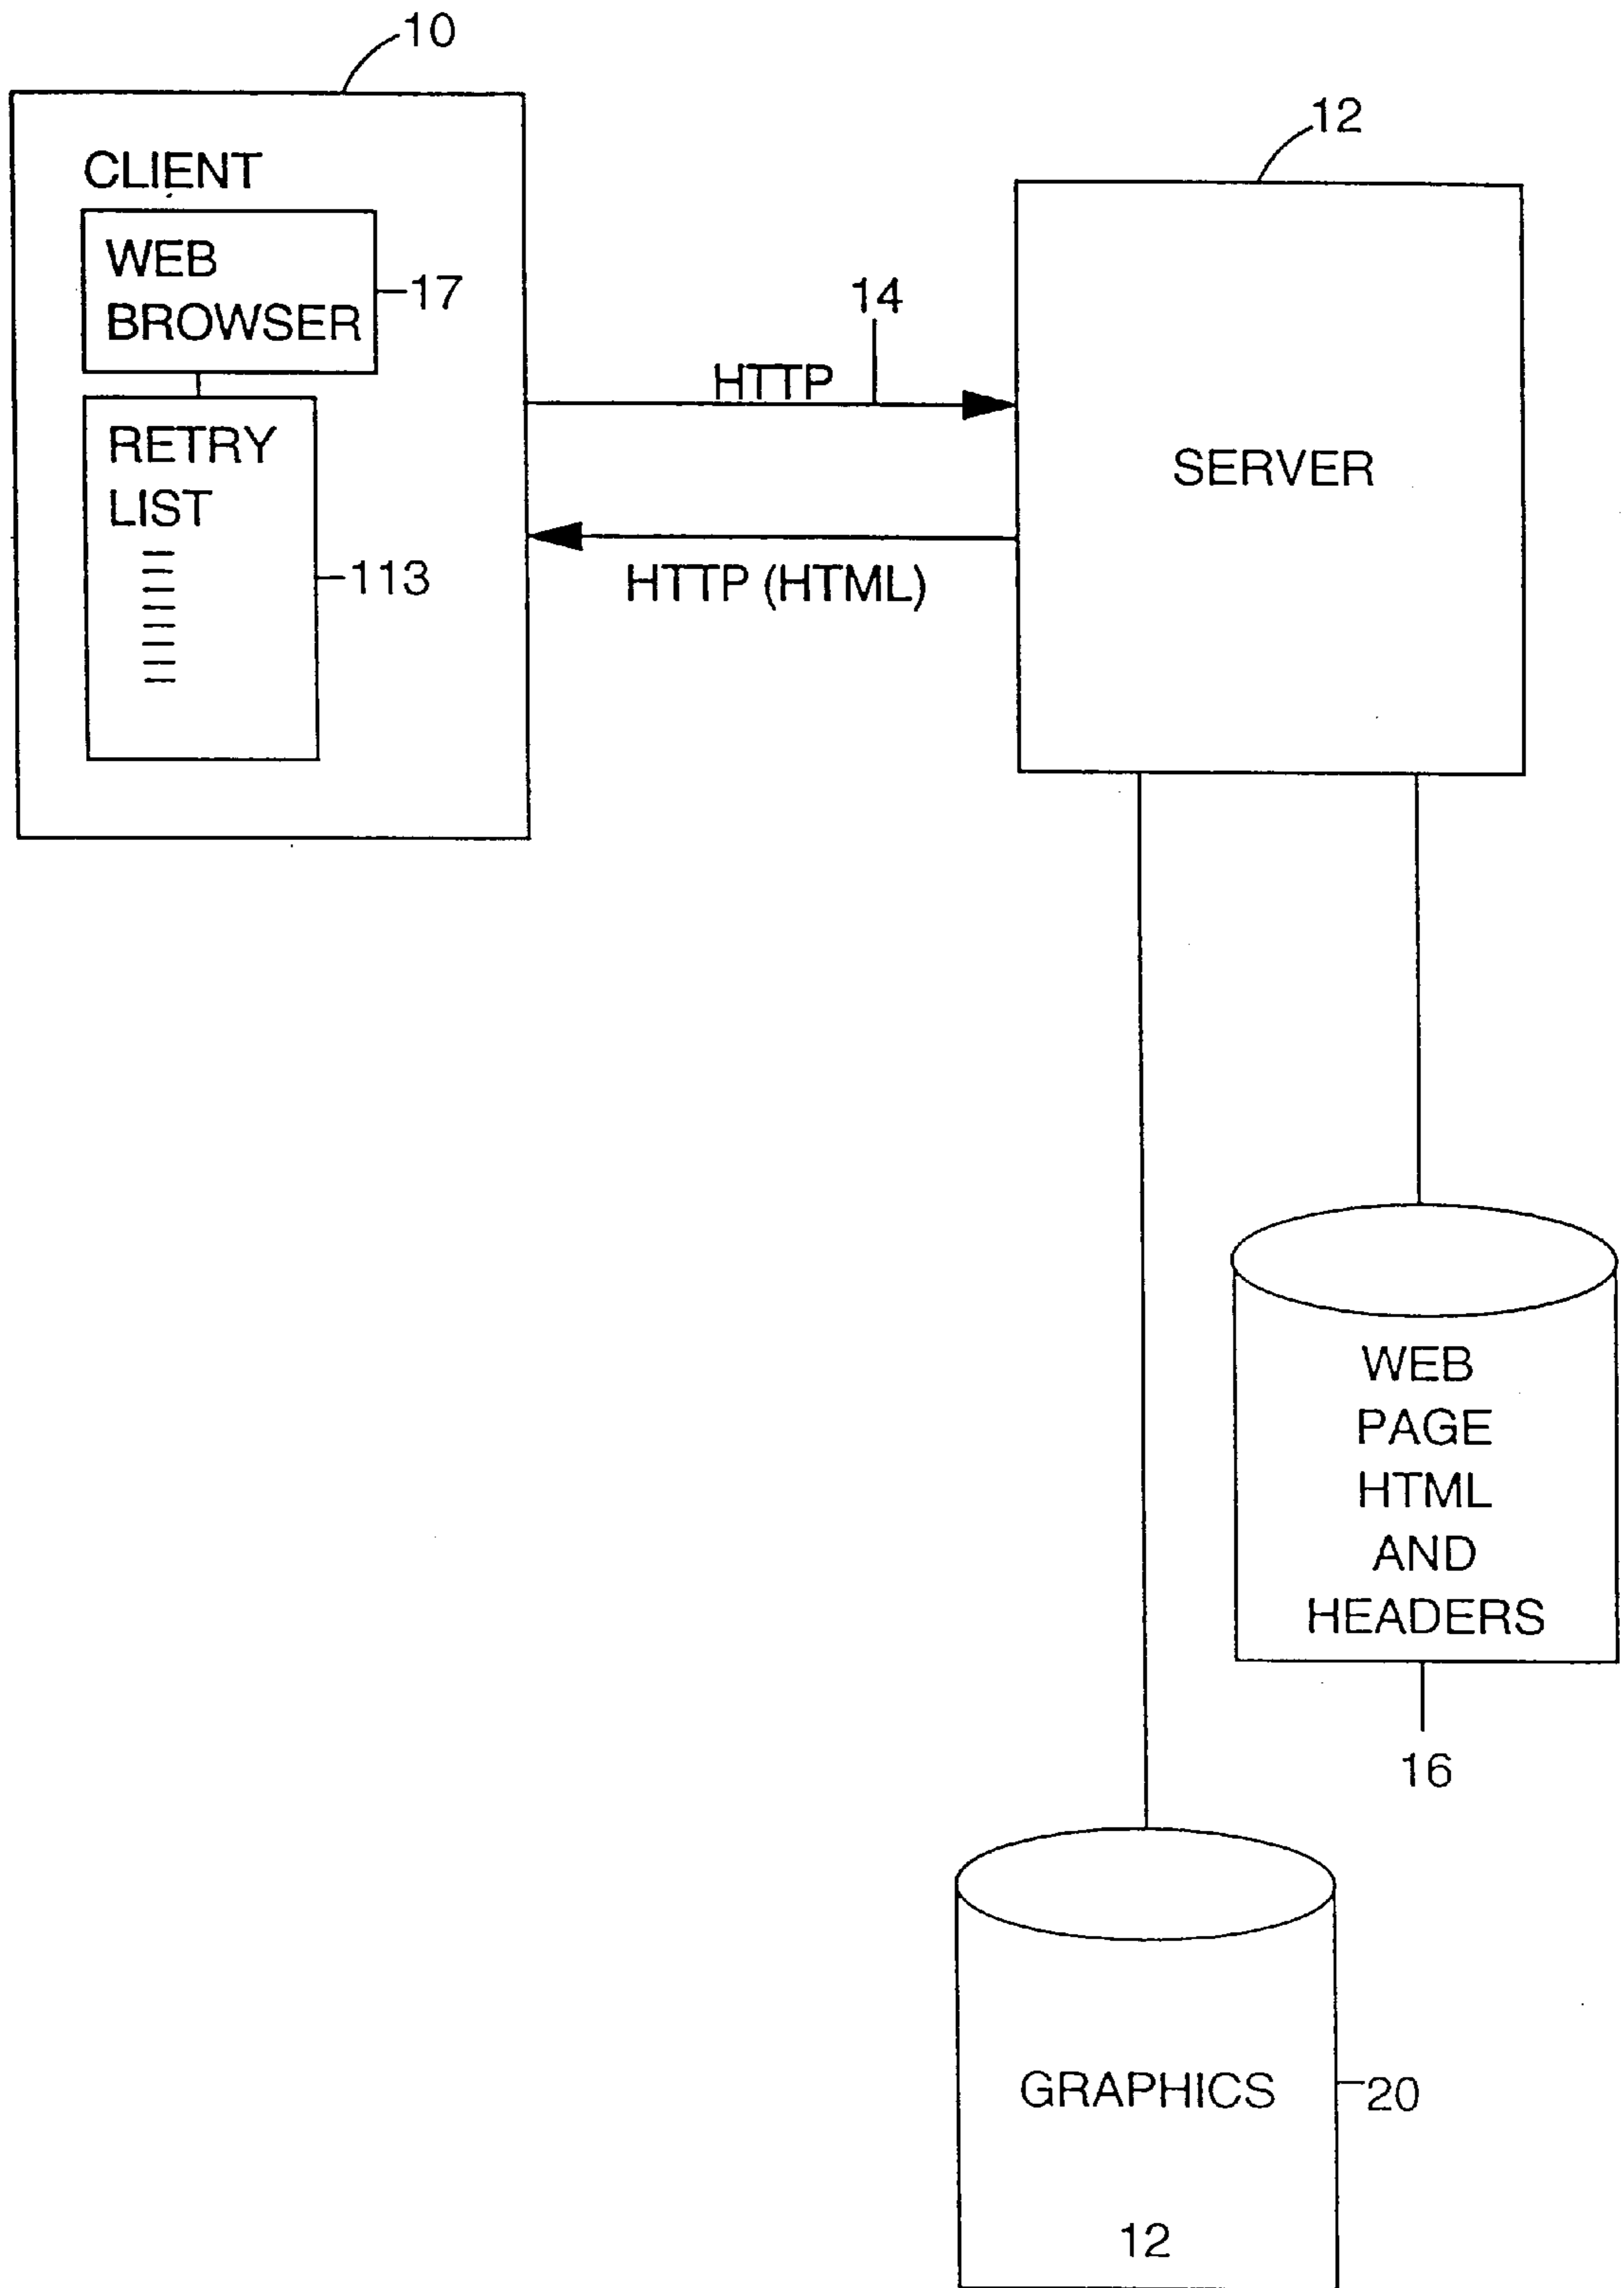 10
CLIENT
WEB
BROWSER
17
RETRY
LIST
113
14
HTTP
HTTP (HTML)
12
SERVER
WEB
PAGE
HTML
AND
HEADERS
16
GRAPHICS
20
12